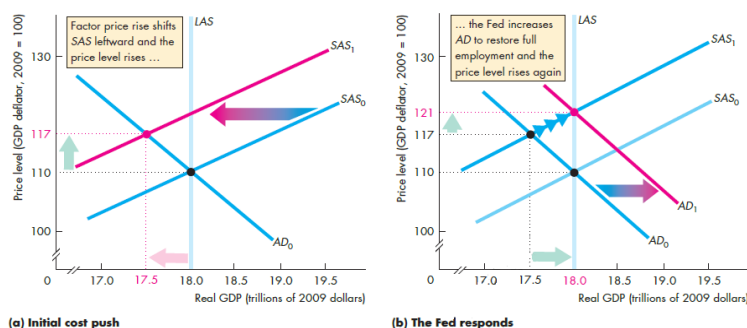 Factor price rise shifts
SAS leftward and the
price level rises …
LAS
SAS₁
SAS₀
AD₀
Price level (GDP deflator, 2009 = 100)
130
117
110
100
0
17.0
17.5
18.0
18.5
19.0
19.5
Real GDP (trillions of 2009 dollars)
(a) Initial cost push
… the Fed increases
AD to restore full
employment and the
price level rises again
LAS
SAS₁
SAS₀
AD₁
AD₀
Price level (GDP deflator, 2009 = 100)
130
121
117
110
100
0
17.0
17.5
18.0
18.5
19.0
19.5
Real GDP (trillions of 2009 dollars)
(b) The Fed responds